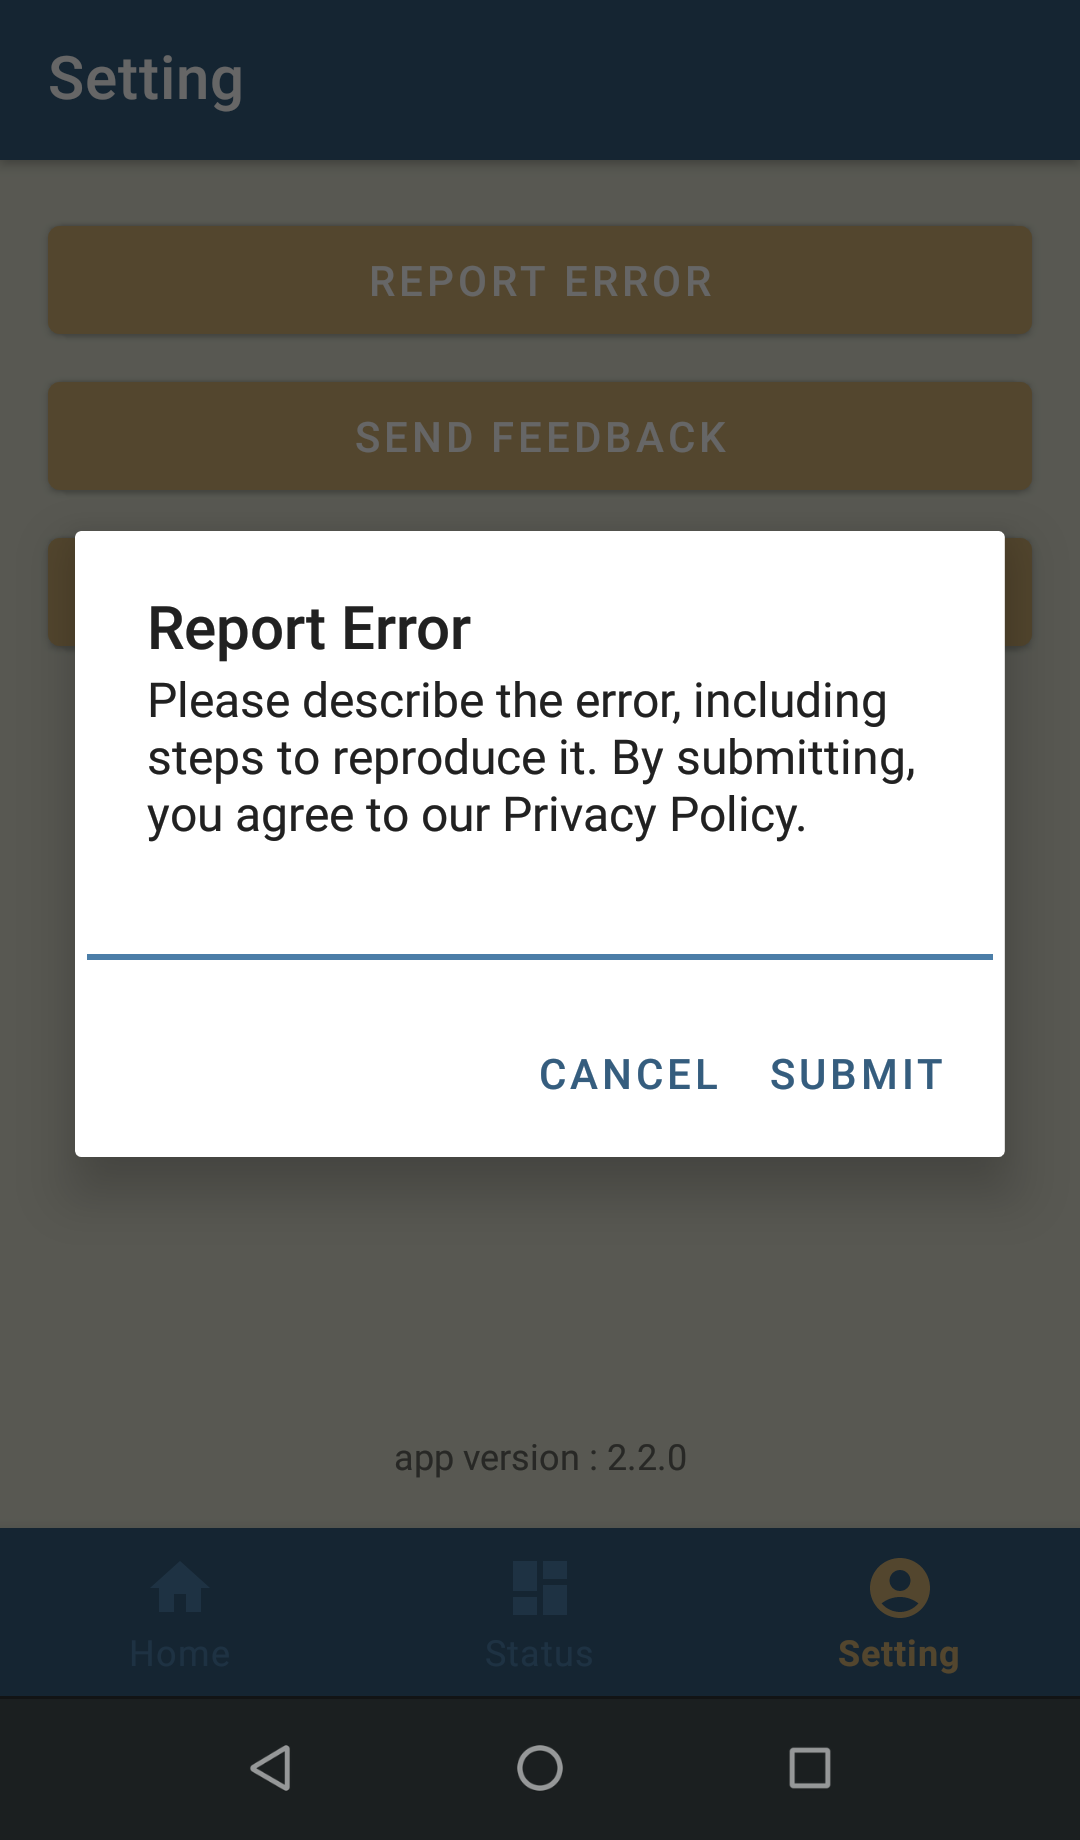 Setting
REPORT ERROR
SEND FEEDBACK
Report Error
Please describe the error, including
steps to reproduce it. By submitting,
you agree to our Privacy Policy.
CANCEL SUBMIT
app version : 2.2.0
Home Status Setting